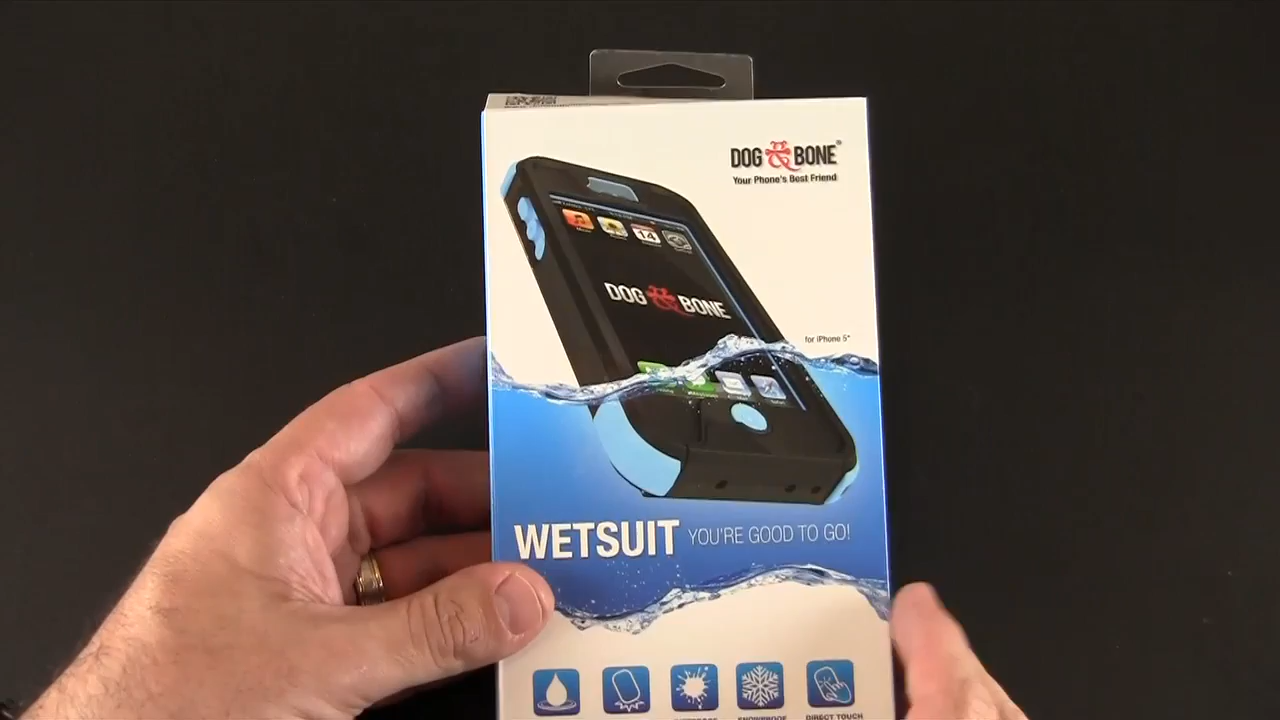 DOG & BONE®
Your Phone's Best Friend
14
DOG & BONE
for iPhone 5*
WETSUIT YOU'RE GOOD TO GO!
DIRECT TOUCH